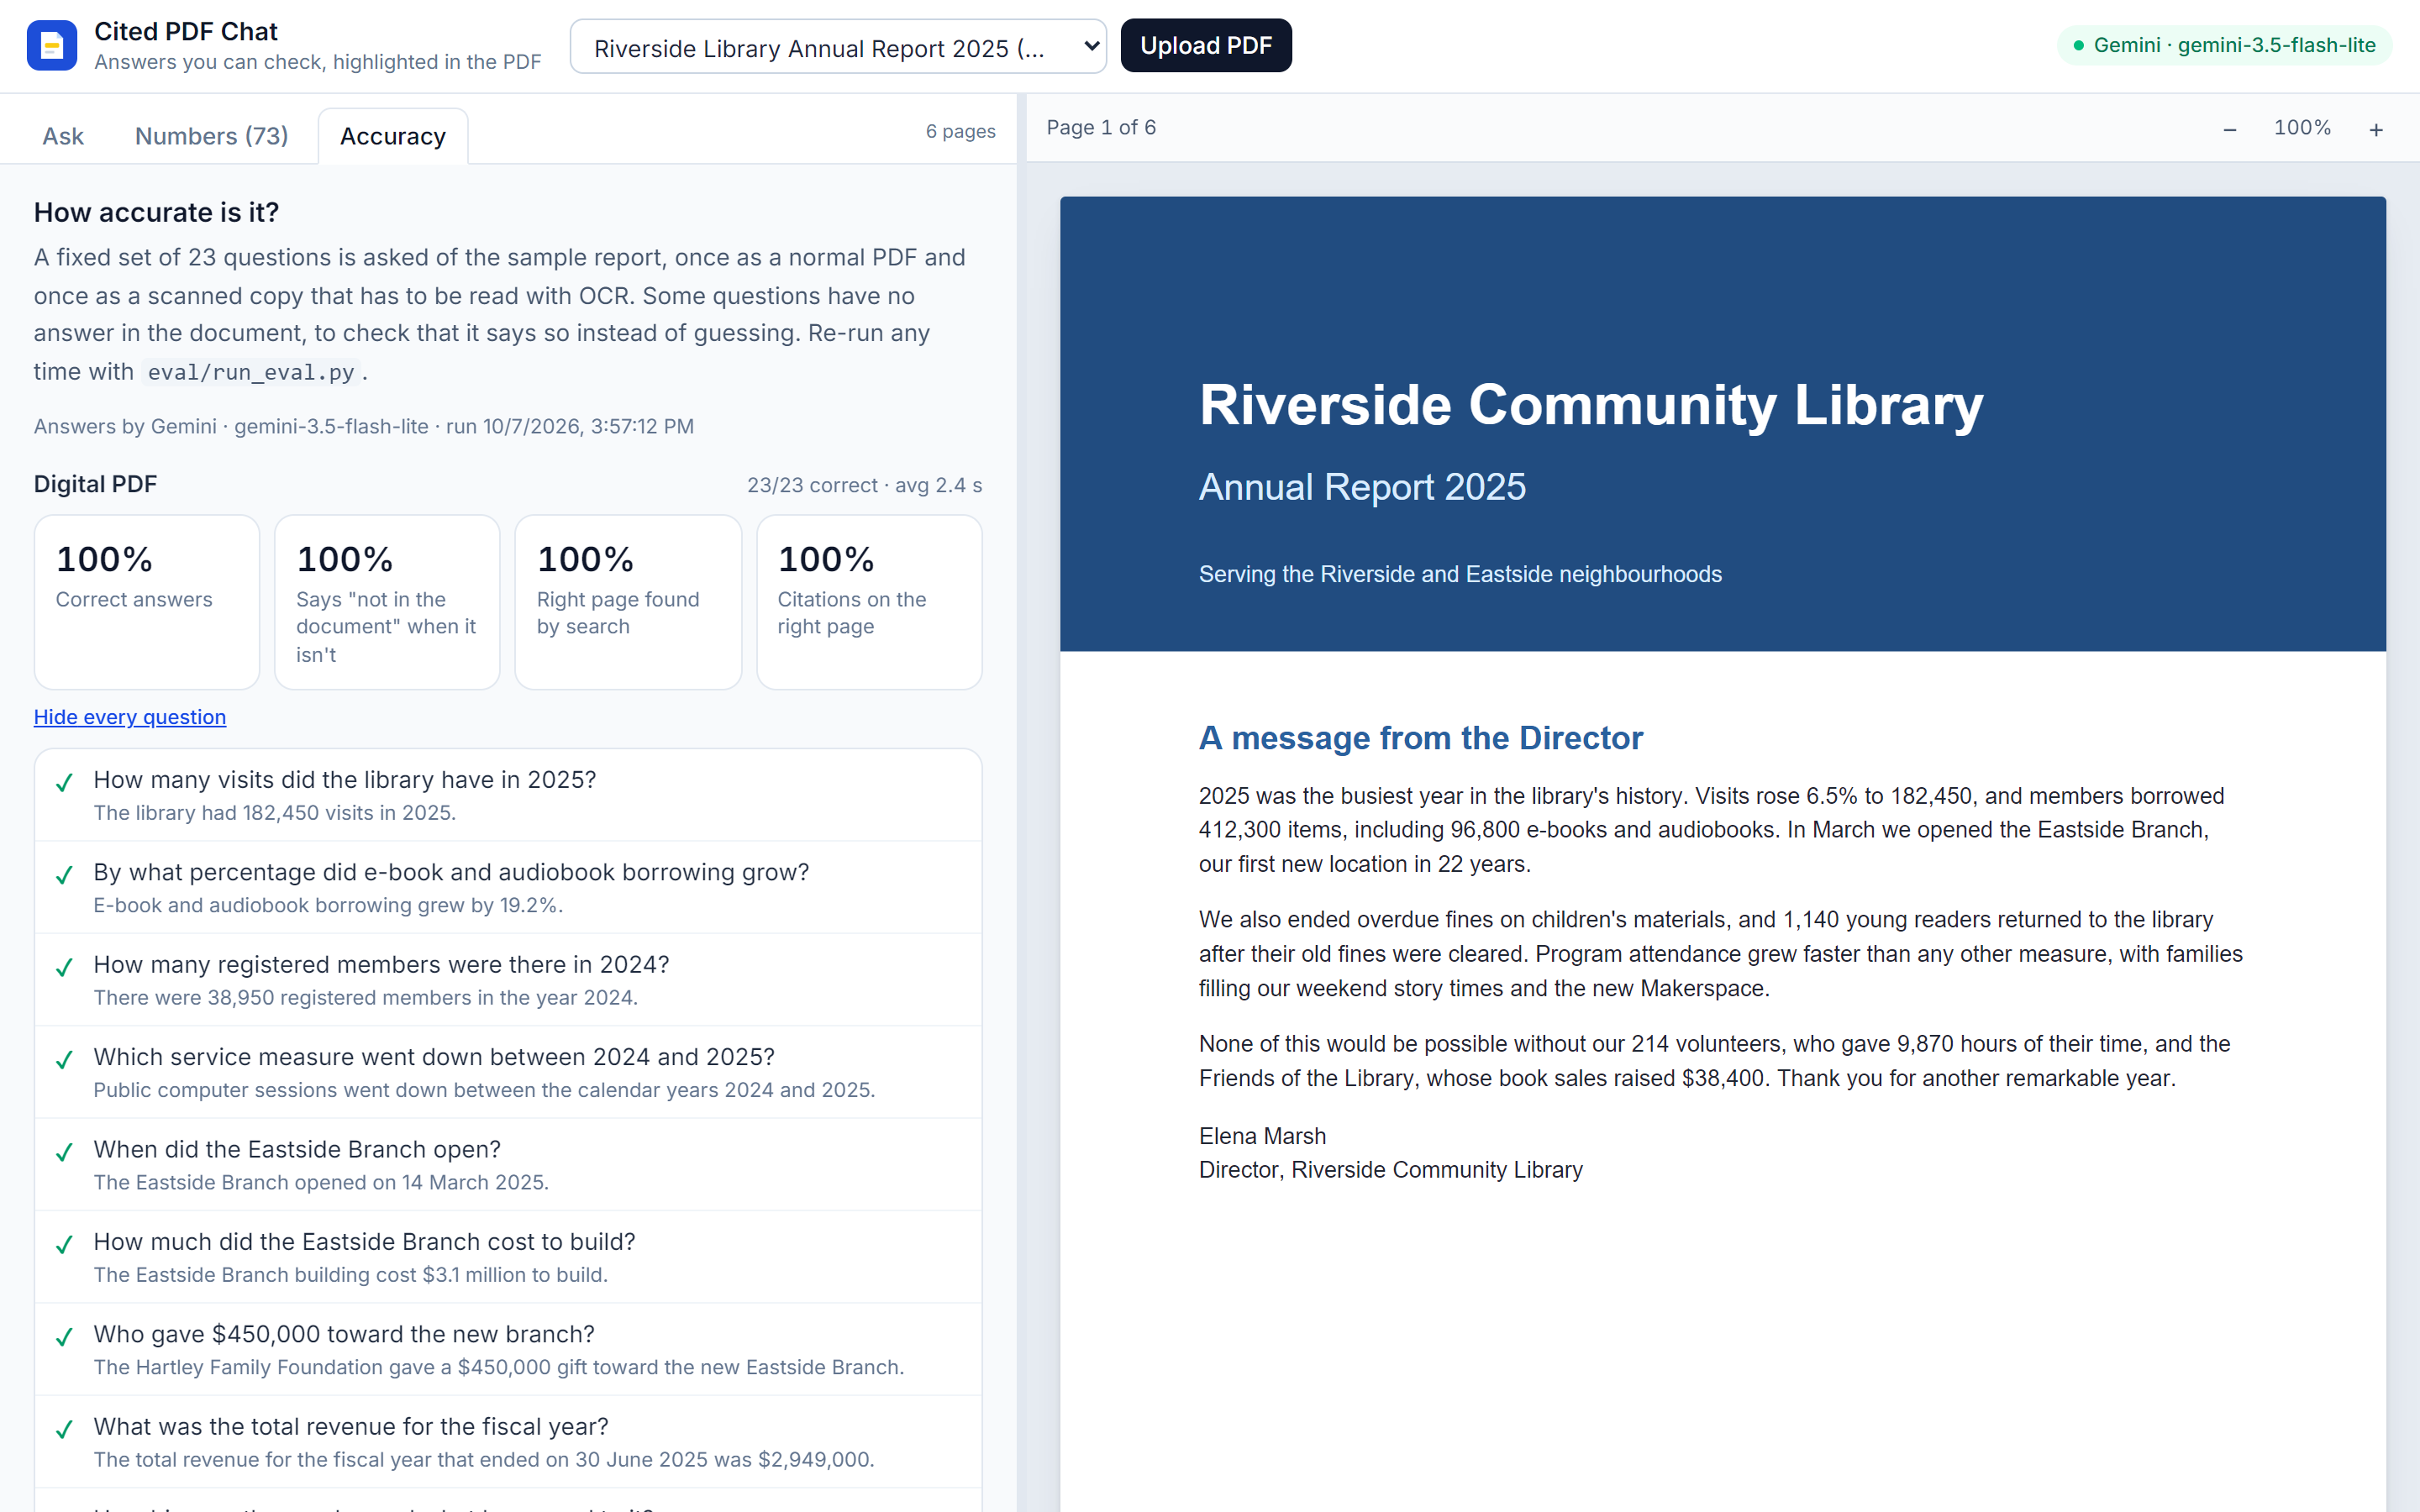 Cited PDF Chat
Answers you can check, highlighted in the PDF
Riverside Library Annual Report 2025 (...
Upload PDF
Gemini · gemini-3.5-flash-lite
Ask
Numbers (73)
Accuracy
6 pages
How accurate is it?
A fixed set of 23 questions is asked of the sample report, once as a normal PDF and
once as a scanned copy that has to be read with OCR. Some questions have no
answer in the document, to check that it says so instead of guessing. Re-run any
time with eval/run_eval.py.
Answers by Gemini · gemini-3.5-flash-lite · run 10/7/2026, 3:57:12 PM
Digital PDF
23/23 correct · avg 2.4 s
100%
Correct answers
100%
Says "not in the
document" when it
isn't
100%
Right page found
by search
100%
Citations on the
right page
Hide every question
✓ How many visits did the library have in 2025?
The library had 182,450 visits in 2025.
✓ By what percentage did e-book and audiobook borrowing grow?
E-book and audiobook borrowing grew by 19.2%.
✓ How many registered members were there in 2024?
There were 38,950 registered members in the year 2024.
✓ Which service measure went down between 2024 and 2025?
Public computer sessions went down between the calendar years 2024 and 2025.
✓ When did the Eastside Branch open?
The Eastside Branch opened on 14 March 2025.
✓ How much did the Eastside Branch cost to build?
The Eastside Branch building cost $3.1 million to build.
✓ Who gave $450,000 toward the new branch?
The Hartley Family Foundation gave a $450,000 gift toward the new Eastside Branch.
✓ What was the total revenue for the fiscal year?
The total revenue for the fiscal year that ended on 30 June 2025 was $2,949,000.
Page 1 of 6
− 100% +
Riverside Community Library
Annual Report 2025
Serving the Riverside and Eastside neighbourhoods
A message from the Director
2025 was the busiest year in the library's history. Visits rose 6.5% to 182,450, and members borrowed
412,300 items, including 96,800 e-books and audiobooks. In March we opened the Eastside Branch,
our first new location in 22 years.
We also ended overdue fines on children's materials, and 1,140 young readers returned to the library
after their old fines were cleared. Program attendance grew faster than any other measure, with families
filling our weekend story times and the new Makerspace.
None of this would be possible without our 214 volunteers, who gave 9,870 hours of their time, and the
Friends of the Library, whose book sales raised $38,400. Thank you for another remarkable year.
Elena Marsh
Director, Riverside Community Library